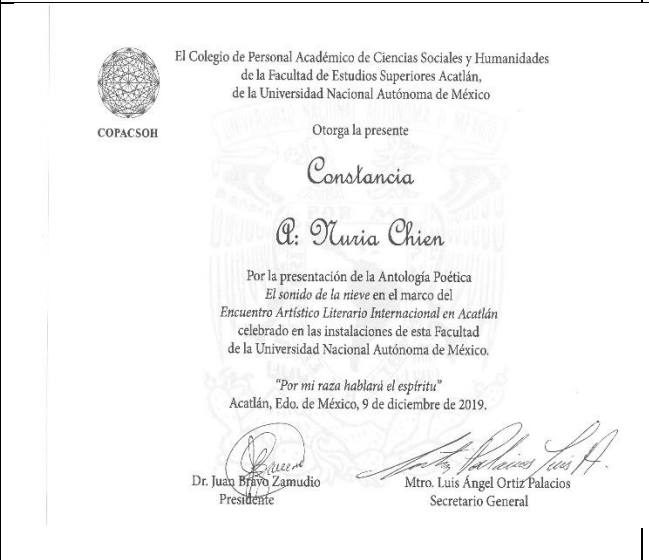 El Colegio de Personal Académico de Ciencias Sociales y Humanidades
de la Facultad de Estudios Superiores Acatlán,
de la Universidad Nacional Autónoma de México
COPACSOH
Otorga la presente
Constancia
A: Nuria Chien
Por la presentación de la Antología Poética
El sonido de la nieve en el marco del
Encuentro Artístico Literario Internacional en Acatlán
celebrado en las instalaciones de esta Facultad
de la Universidad Nacional Autónoma de México.
"Por mi raza hablará el espíritu"
Acatlán, Edo. de México, 9 de diciembre de 2019.
Dr. Juan Bravo Zamudio
Presidente
Ortiz Palacios Luis A.
Mtro. Luis Ángel Ortiz Palacios
Secretario General